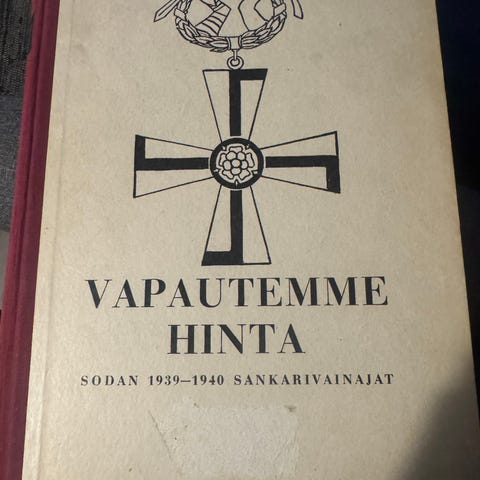 VAPAUTEMME
HINTA
SODAN 1939—1940 SANKARIVAINAJAT